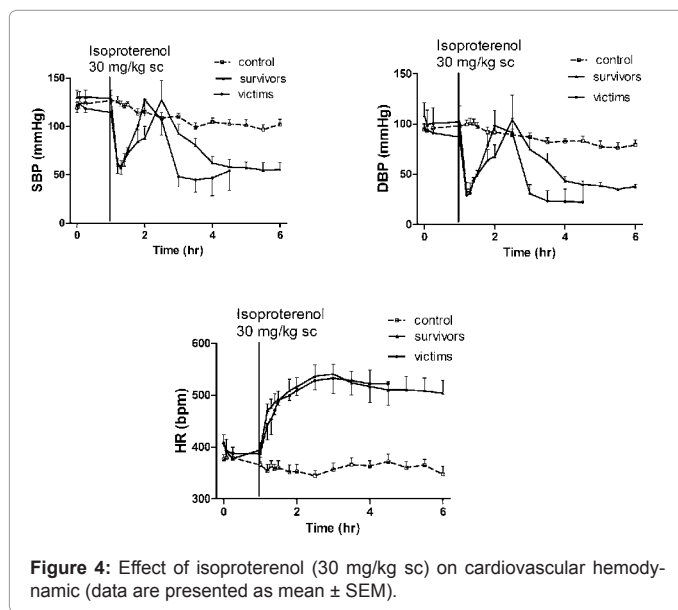 Isoproterenol
30 mg/kg sc
control
survivors
victims
150
100
50
0
SBP (mmHg)
0 2 4 6
Time (hr)
Isoproterenol
30 mg/kg sc
control
survivors
victims
150
100
50
0
DBP (mmHg)
0 2 4 6
Time (hr)
Isoproterenol
30 mg/kg sc
control
survivors
victims
600
500
400
300
HR (bpm)
0 2 4 6
Time (hr)
Figure 4: Effect of isoproterenol (30 mg/kg sc) on cardiovascular hemody-
namic (data are presented as mean ± SEM).